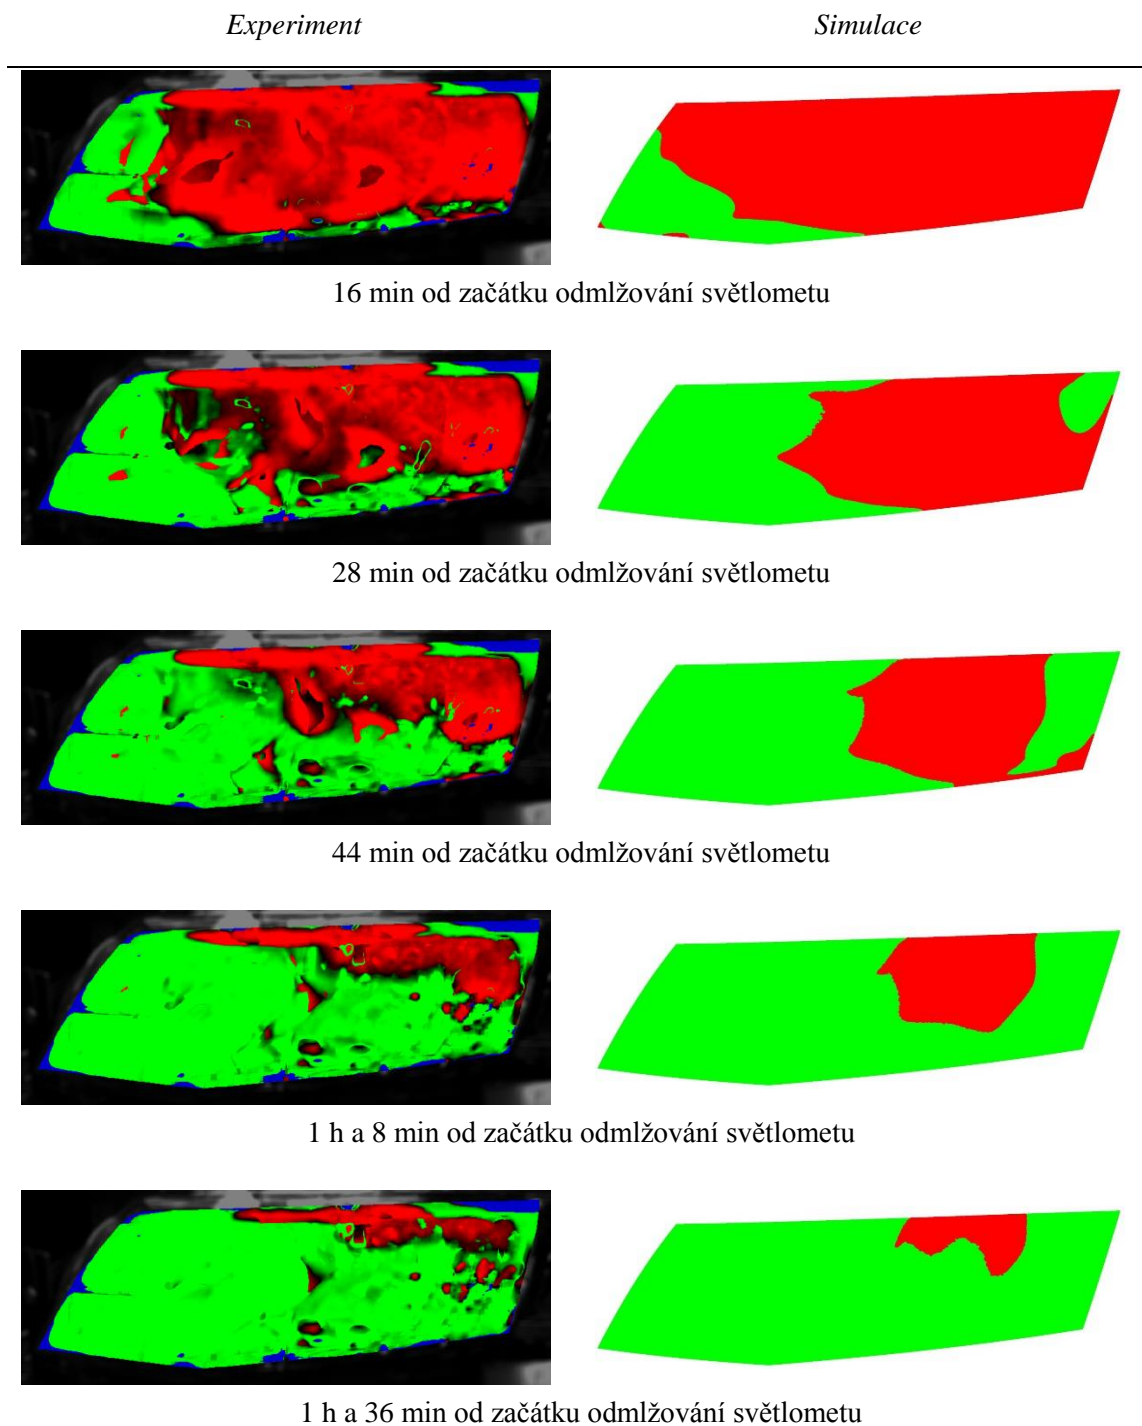 Experiment Simulace
16 min od začátku odmlžování světlometu
28 min od začátku odmlžování světlometu
44 min od začátku odmlžování světlometu
1 h a 8 min od začátku odmlžování světlometu
1 h a 36 min od začátku odmlžování světlometu